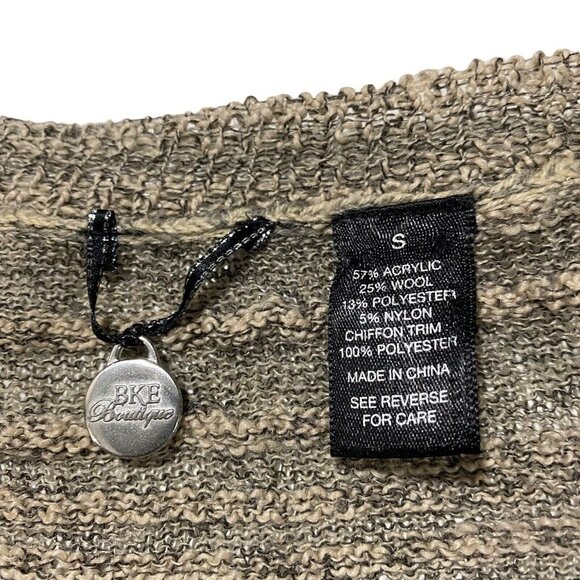 BKE
Boutique
S
57% ACRYLIC
25% WOOL
13% POLYESTER
5% NYLON
CHIFFON TRIM
100% POLYESTER
MADE IN CHINA
SEE REVERSE
FOR CARE